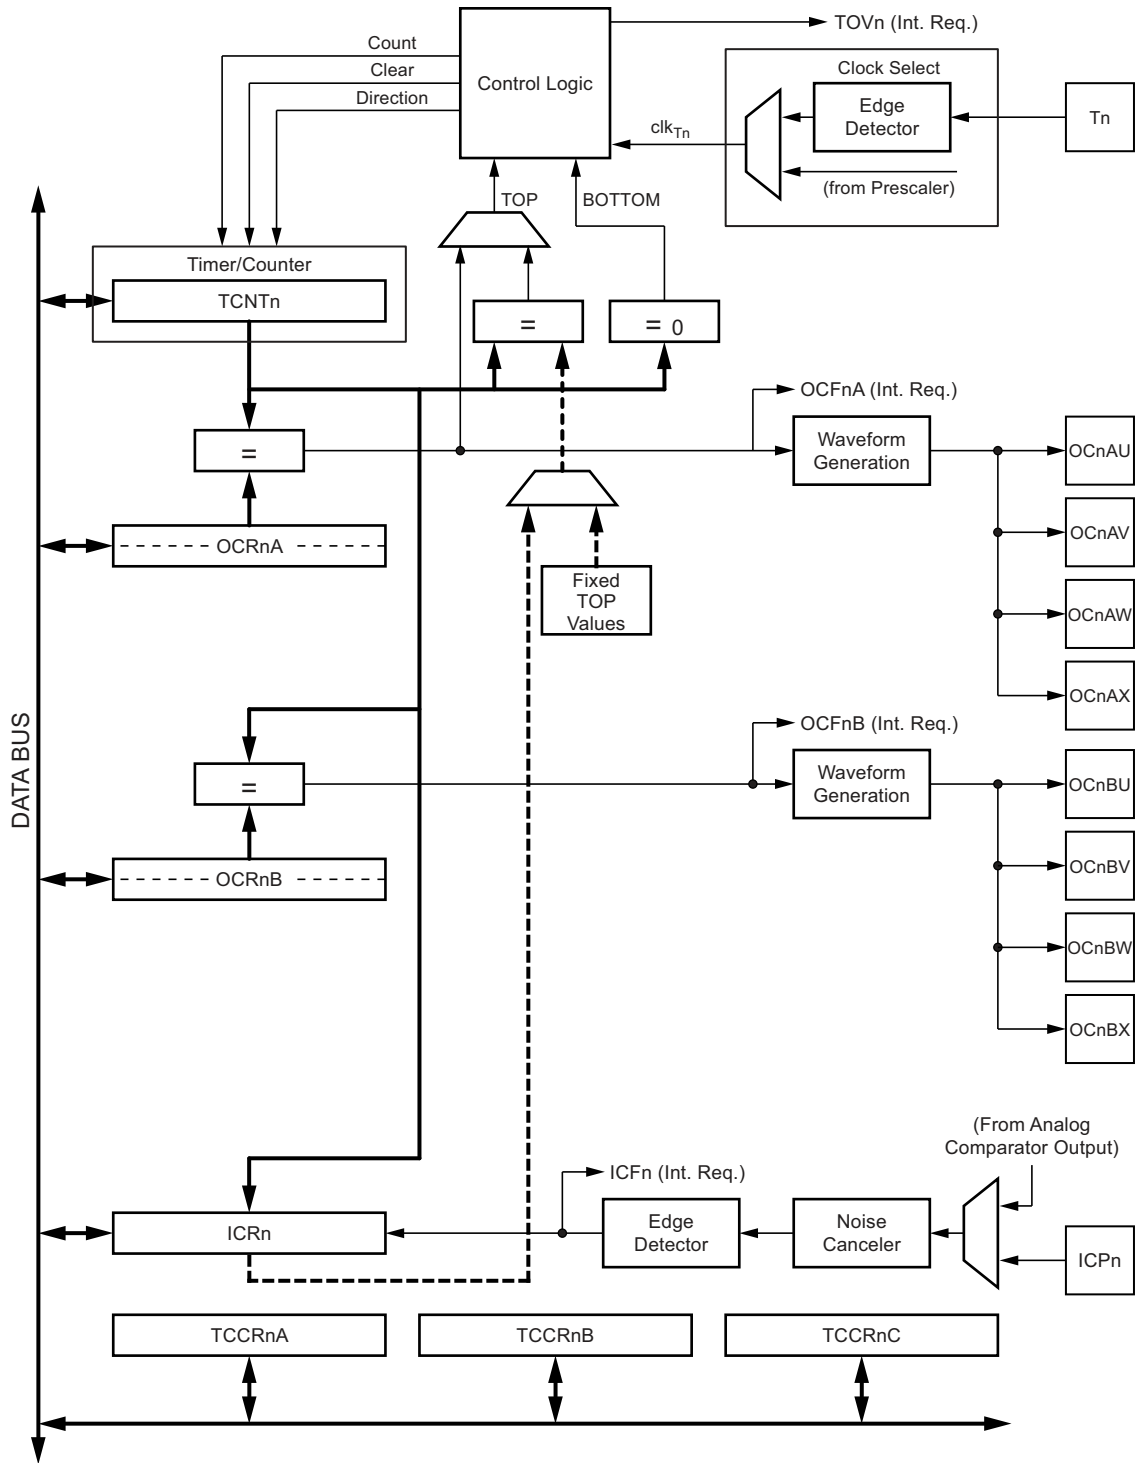 TOVn (Int. Req.)
Count
Clear
Direction
Control Logic
Clock Select
Edge
Detector
Tn
clkTn
(from Prescaler)
TOP
BOTTOM
Timer/Counter
TCNTn
=
= 0
OCFnA (Int. Req.)
=
Waveform
Generation
OCnAU
OCnAV
OCRnA
Fixed
TOP
Values
OCnAW
OCnAX
DATA BUS
OCFnB (Int. Req.)
=
Waveform
Generation
OCnBU
OCnBV
OCRnB
OCnBW
OCnBX
(From Analog
Comparator Output)
ICFn (Int. Req.)
ICRn
Edge
Detector
Noise
Canceler
ICPn
TCCRnA
TCCRnB
TCCRnC